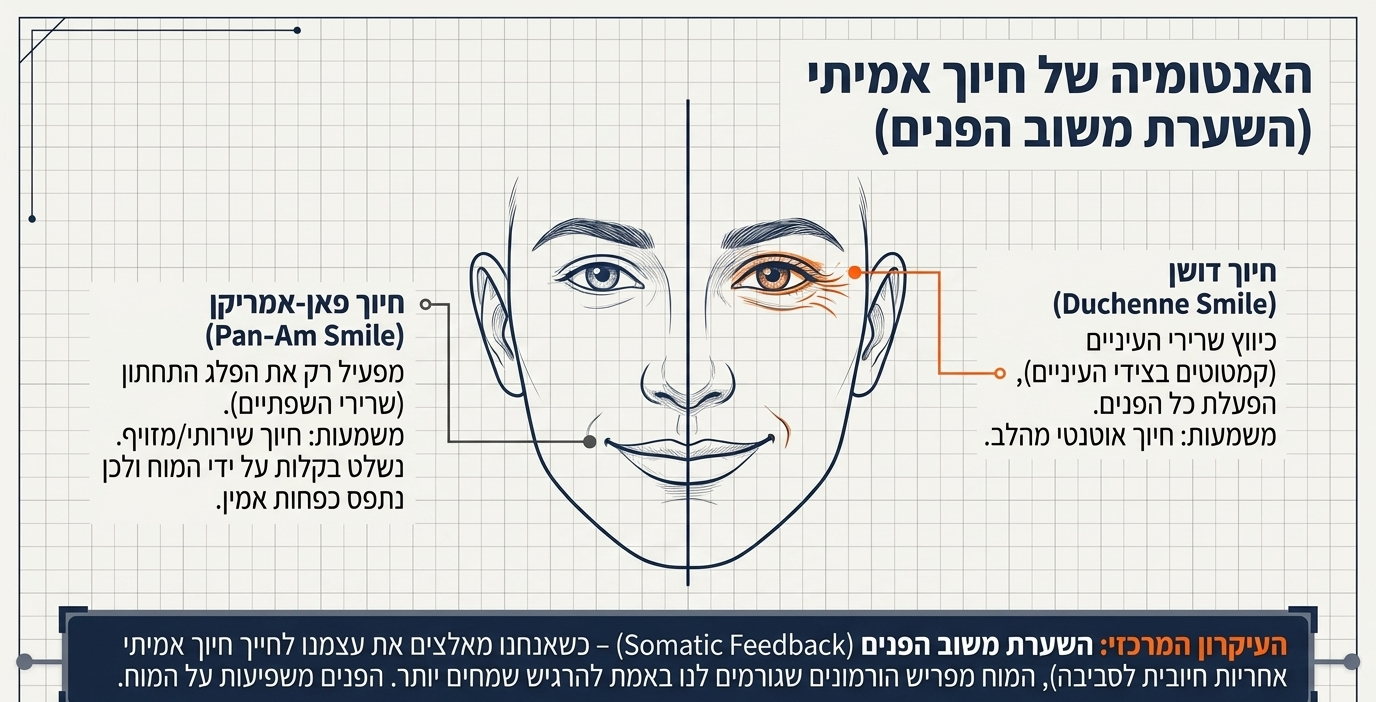 האנטומיה של חיוך אמיתי
(השערת משוב הפנים)
חיוך דושן
(Duchenne Smile)
כיווץ שרירי העיניים
(קמטוטים בצידי העיניים),
הפעלת כל הפנים.
משמעות: חיוך אוטנטי מהלב.
חיוך פאן-אמריקן
(Pan-Am Smile)
מפעיל רק את הפלג התחתון
(שרירי השפתיים).
משמעות: חיוך שירותי/מזויף.
נשלט בקלות על ידי המוח ולכן
נתפס כפחות אמין.
העיקרון המרכזי: השערת משוב הפנים (Somatic Feedback) – כשאנחנו מאלצים את עצמנו לחייך חיוך אמיתי
אחריות חיובית לסביבה), המוח מפריש הורמונים שגורמים לנו באמת להרגיש שמחים יותר. הפנים משפיעות על המוח.